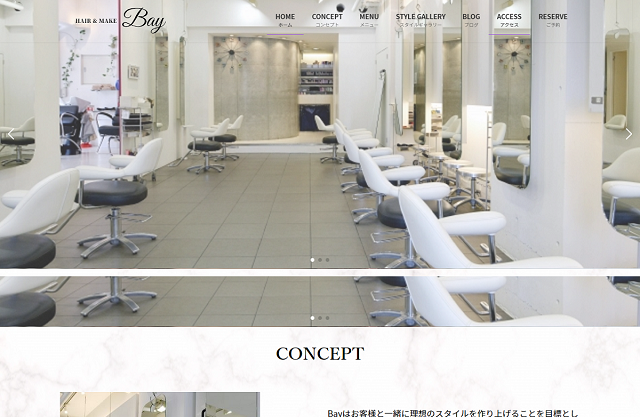 HAIR & MAKE Bay
HOME CONCEPT MENU STYLE GALLERY BLOG ACCESS RESERVE
ホーム コンセプト メニュー スタイルギャラリー ブログ アクセス ご予約
CONCEPT
Bayはお客様と一緒に理想のスタイルを作り上げることを目標とし